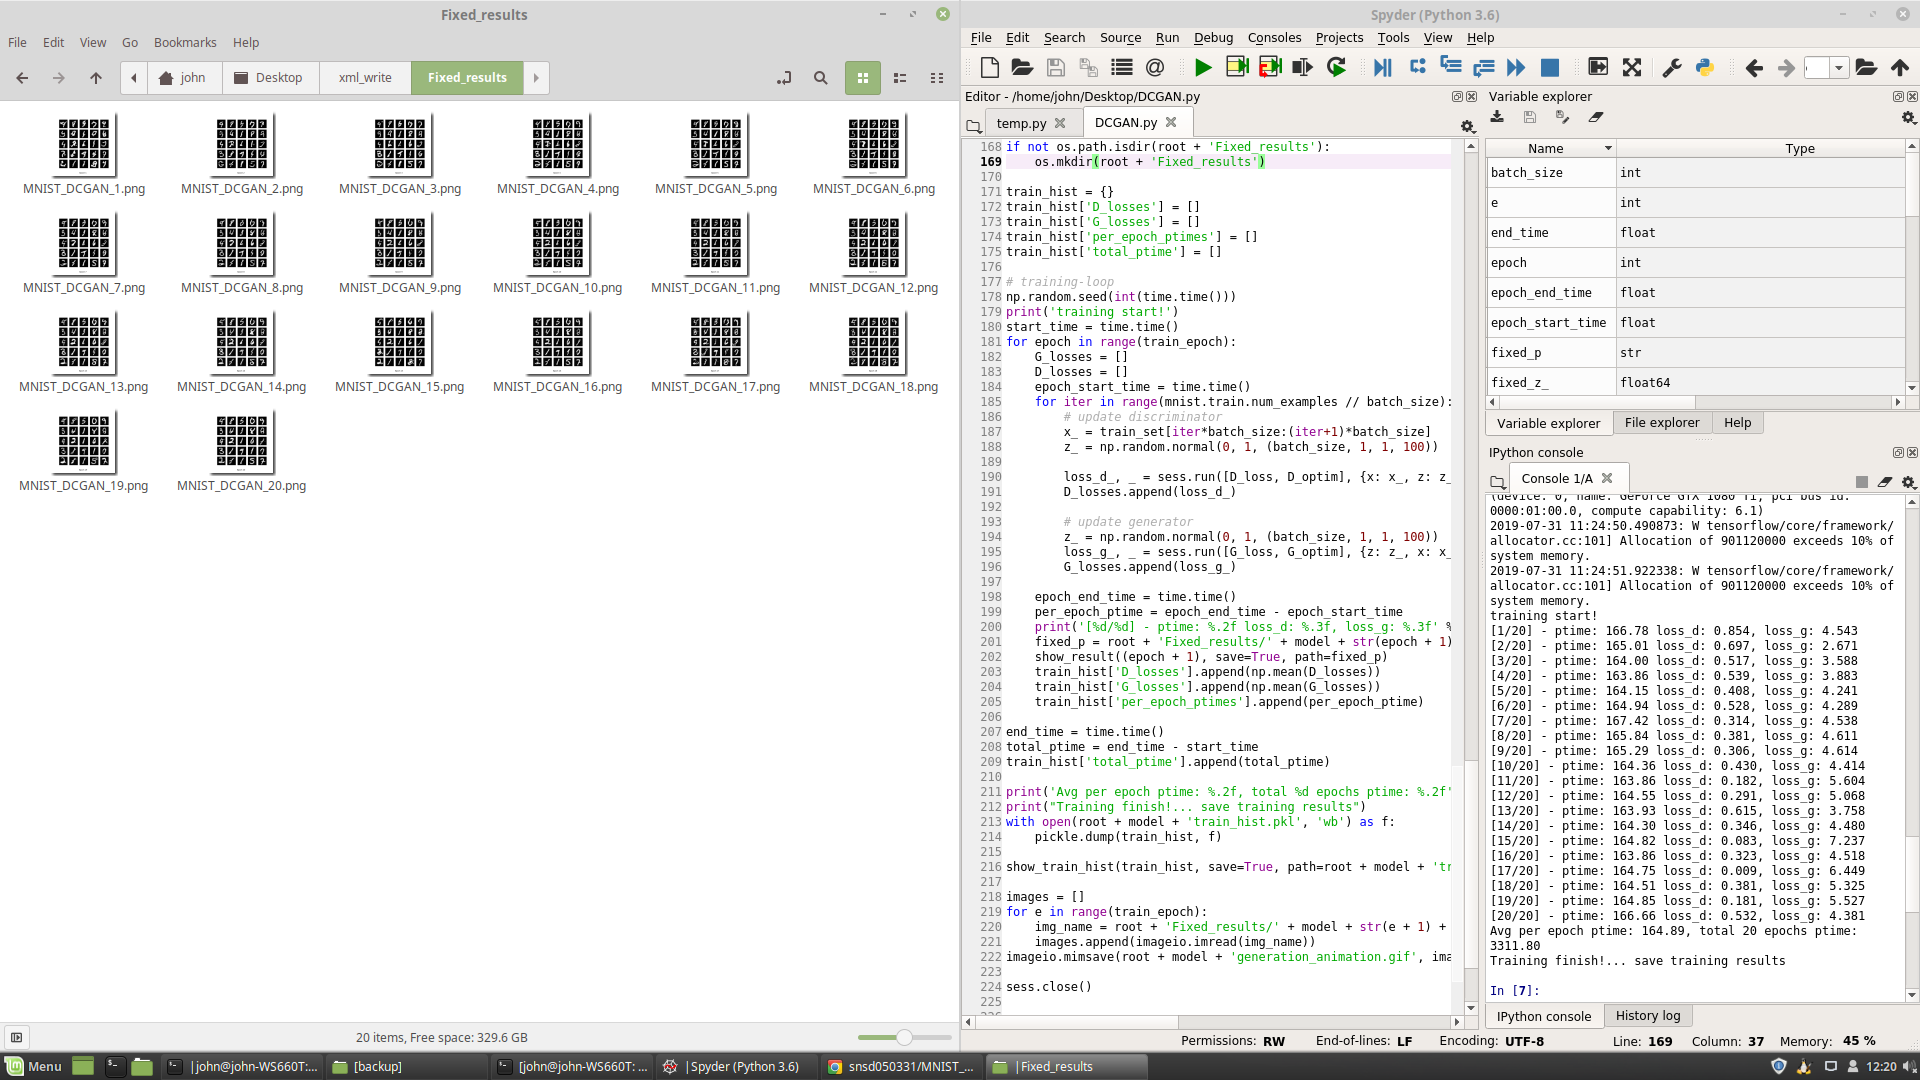 Fixed_results
File Edit View Go Bookmarks Help
john Desktop xml_write Fixed_results
MNIST_DCGAN_1.png MNIST_DCGAN_2.png MNIST_DCGAN_3.png MNIST_DCGAN_4.png MNIST_DCGAN_5.png MNIST_DCGAN_6.png
MNIST_DCGAN_7.png MNIST_DCGAN_8.png MNIST_DCGAN_9.png MNIST_DCGAN_10.png MNIST_DCGAN_11.png MNIST_DCGAN_12.png
MNIST_DCGAN_13.png MNIST_DCGAN_14.png MNIST_DCGAN_15.png MNIST_DCGAN_16.png MNIST_DCGAN_17.png MNIST_DCGAN_18.png
MNIST_DCGAN_19.png MNIST_DCGAN_20.png
20 items, Free space: 329.6 GB
Spyder (Python 3.6)
File Edit Search Source Run Debug Consoles Projects Tools View Help
Editor - /home/john/Desktop/DCGAN.py
temp.py DCGAN.py
168 if not os.path.isdir(root + 'Fixed_results'):
169     os.mkdir(root + 'Fixed_results')
170
171 train_hist = {}
172 train_hist['D_losses'] = []
173 train_hist['G_losses'] = []
174 train_hist['per_epoch_ptimes'] = []
175 train_hist['total_ptime'] = []
176
177 # training-loop
178 np.random.seed(int(time.time()))
179 print('training start!')
180 start_time = time.time()
181 for epoch in range(train_epoch):
182     G_losses = []
183     D_losses = []
184     epoch_start_time = time.time()
185     for iter in range(mnist.train.num_examples // batch_size):
186         # update discriminator
187         x_ = train_set[iter*batch_size:(iter+1)*batch_size]
188         z_ = np.random.normal(0, 1, (batch_size, 1, 1, 100))
189
190         loss_d_, _ = sess.run([D_loss, D_optim], {x: x_, z: z_
191         D_losses.append(loss_d_)
192
193         # update generator
194         z_ = np.random.normal(0, 1, (batch_size, 1, 1, 100))
195         loss_g_, _ = sess.run([G_loss, G_optim], {z: z_, x: x_
196         G_losses.append(loss_g_)
197
198     epoch_end_time = time.time()
199     per_epoch_ptime = epoch_end_time - epoch_start_time
200     print('[%d/%d] - ptime: %.2f loss_d: %.3f, loss_g: %.3f' %
201     fixed_p = root + 'Fixed_results/' + model + str(epoch + 1)
202     show_result((epoch + 1), save=True, path=fixed_p)
203     train_hist['D_losses'].append(np.mean(D_losses))
204     train_hist['G_losses'].append(np.mean(G_losses))
205     train_hist['per_epoch_ptimes'].append(per_epoch_ptime)
206
207 end_time = time.time()
208 total_ptime = end_time - start_time
209 train_hist['total_ptime'].append(total_ptime)
210
211 print('Avg per epoch ptime: %.2f, total %d epochs ptime: %.2f'
212 print("Training finish!... save training results")
213 with open(root + model + 'train_hist.pkl', 'wb') as f:
214     pickle.dump(train_hist, f)
215
216 show_train_hist(train_hist, save=True, path=root + model + 'tr
217
218 images = []
219 for e in range(train_epoch):
220     img_name = root + 'Fixed_results/' + model + str(e + 1) +
221     images.append(imageio.imread(img_name))
222 imageio.mimsave(root + model + 'generation_animation.gif', ima
223
224 sess.close()
225
Variable explorer
Name Type
batch_size int
e int
end_time float
epoch int
epoch_end_time float
epoch_start_time float
fixed_p str
fixed_z_ float64
Variable explorer File explorer Help
IPython console
Console 1/A
(device: 0, name: GeForce GTX 1080 Ti, pci bus id:
0000:01:00.0, compute capability: 6.1)
2019-07-31 11:24:50.490873: W tensorflow/core/framework/
allocator.cc:101] Allocation of 901120000 exceeds 10% of
system memory.
2019-07-31 11:24:51.922338: W tensorflow/core/framework/
allocator.cc:101] Allocation of 901120000 exceeds 10% of
system memory.
training start!
[1/20] - ptime: 166.78 loss_d: 0.854, loss_g: 4.543
[2/20] - ptime: 165.01 loss_d: 0.697, loss_g: 2.671
[3/20] - ptime: 164.00 loss_d: 0.517, loss_g: 3.588
[4/20] - ptime: 163.86 loss_d: 0.539, loss_g: 3.883
[5/20] - ptime: 164.15 loss_d: 0.408, loss_g: 4.241
[6/20] - ptime: 164.94 loss_d: 0.528, loss_g: 4.289
[7/20] - ptime: 167.42 loss_d: 0.314, loss_g: 4.538
[8/20] - ptime: 165.84 loss_d: 0.381, loss_g: 4.611
[9/20] - ptime: 165.29 loss_d: 0.306, loss_g: 4.614
[10/20] - ptime: 164.36 loss_d: 0.430, loss_g: 4.414
[11/20] - ptime: 163.86 loss_d: 0.182, loss_g: 5.604
[12/20] - ptime: 164.55 loss_d: 0.291, loss_g: 5.068
[13/20] - ptime: 163.93 loss_d: 0.615, loss_g: 3.758
[14/20] - ptime: 164.30 loss_d: 0.346, loss_g: 4.480
[15/20] - ptime: 164.82 loss_d: 0.083, loss_g: 7.237
[16/20] - ptime: 163.86 loss_d: 0.323, loss_g: 4.518
[17/20] - ptime: 164.75 loss_d: 0.009, loss_g: 6.449
[18/20] - ptime: 164.51 loss_d: 0.381, loss_g: 5.325
[19/20] - ptime: 164.85 loss_d: 0.181, loss_g: 5.527
[20/20] - ptime: 166.66 loss_d: 0.532, loss_g: 4.381
Avg per epoch ptime: 164.89, total 20 epochs ptime:
3311.80
Training finish!... save training results
In [7]:
IPython console History log
Permissions: RW End-of-lines: LF Encoding: UTF-8 Line: 169 Column: 37 Memory: 45 %
Menu |john@john-WS660T:... [backup] [john@john-WS660T: ... |Spyder (Python 3.6) snsd050331/MNIST_... |Fixed_results 12:20